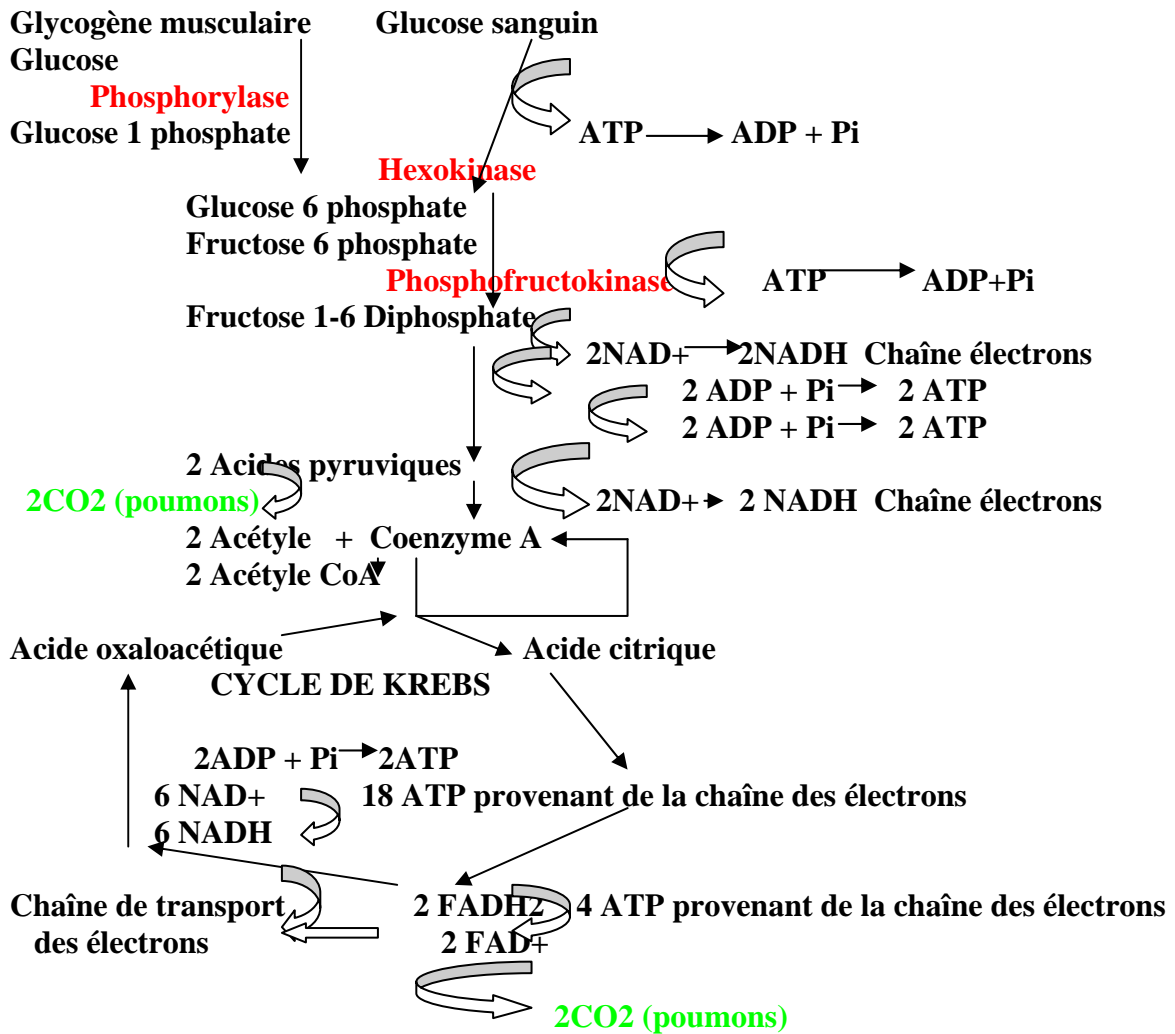 Glycogène musculaire Glucose sanguin
Glucose
Phosphorylase
Glucose 1 phosphate ATP ADP + Pi
Hexokinase
Glucose 6 phosphate
Fructose 6 phosphate
Phosphofructokinase ATP ADP+Pi
Fructose 1-6 Diphosphate
2NAD+ 2NADH Chaîne électrons
2 ADP + Pi 2 ATP
2 ADP + Pi 2 ATP
2 Acides pyruviques
2CO2 (poumons) 2NAD+ 2 NADH Chaîne électrons
2 Acétyle + Coenzyme A
2 Acétyle CoA
Acide oxaloacétique Acide citrique
CYCLE DE KREBS
2ADP + Pi 2ATP
6 NAD+ 18 ATP provenant de la chaîne des électrons
6 NADH
Chaîne de transport 2 FADH2 4 ATP provenant de la chaîne des électrons
des électrons 2 FAD+
2CO2 (poumons)